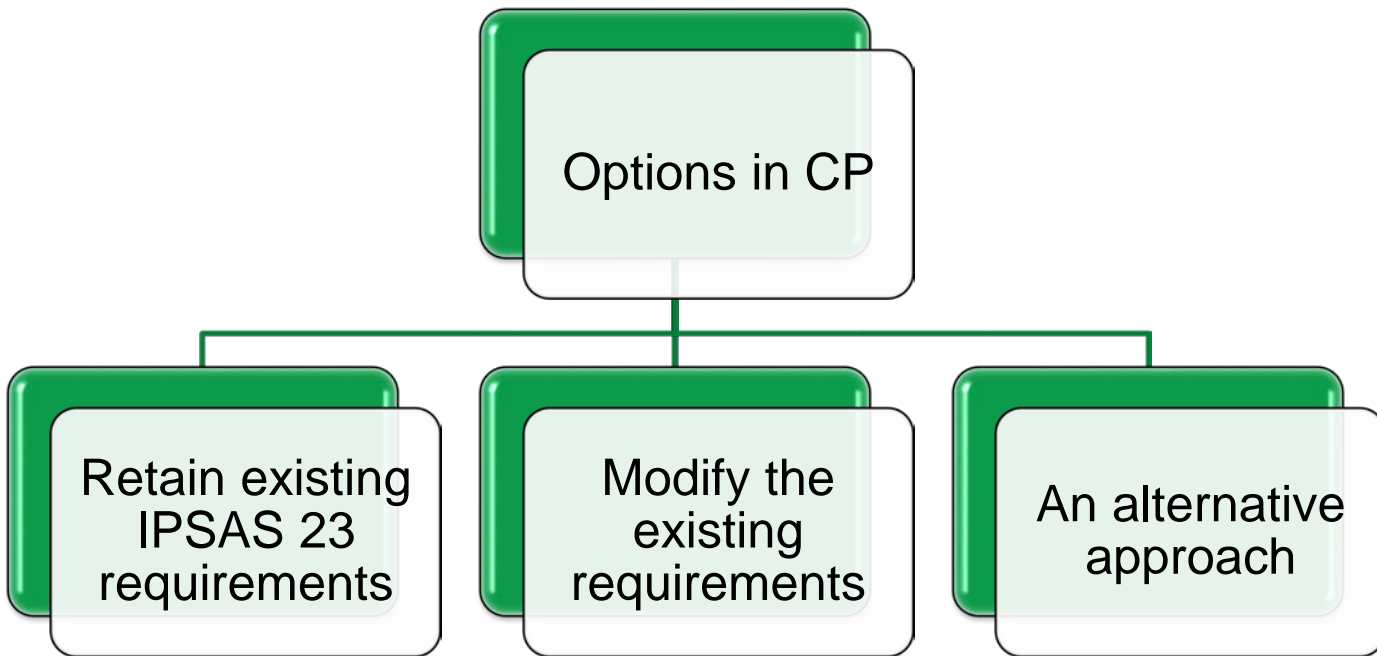 Options in CP
Retain existing
IPSAS 23
requirements
Modify the
existing
requirements
An alternative
approach